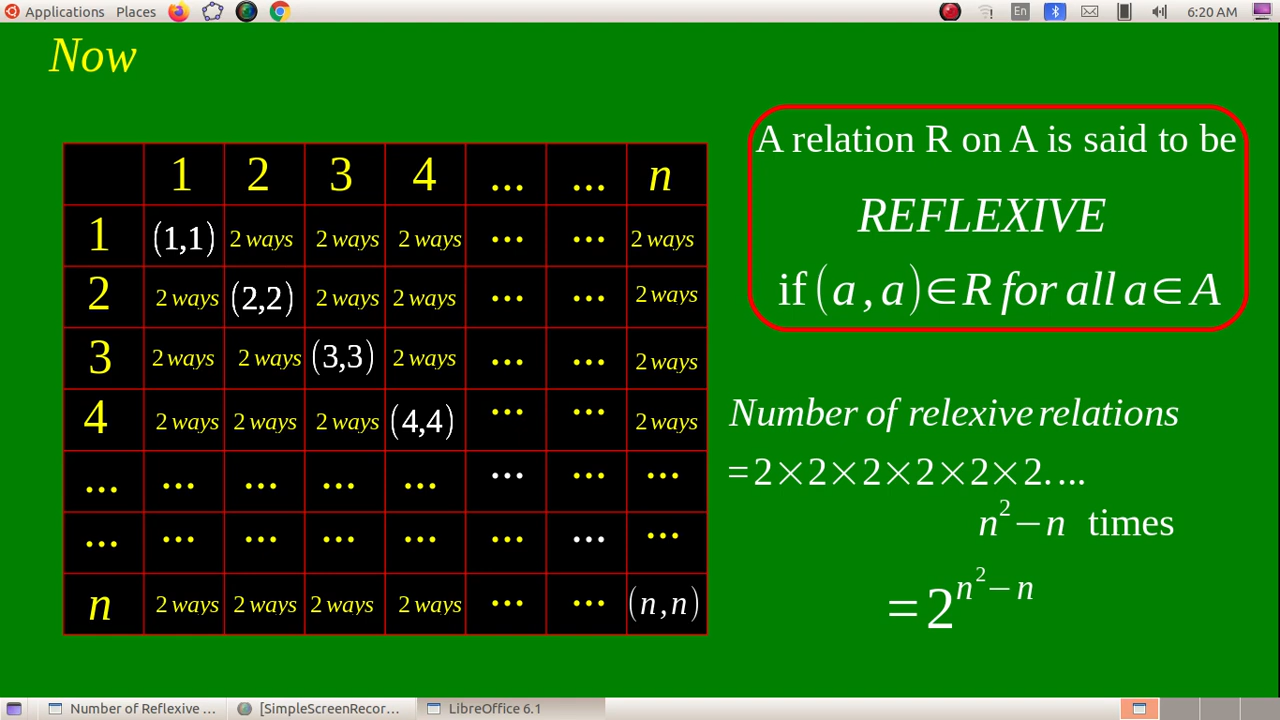 Applications Places En 6:20 AM
Now
A relation R on A is said to be
REFLEXIVE
if (a,a)∈R for all a∈A
1 2 3 4 ... ... n
1 (1,1) 2 ways 2 ways 2 ways ... ... 2 ways
2 2 ways (2,2) 2 ways 2 ways ... ... 2 ways
3 2 ways 2 ways (3,3) 2 ways ... ... 2 ways
4 2 ways 2 ways 2 ways (4,4) ... ... 2 ways
... ... ... ... ... ... ... ...
... ... ... ... ... ... ... ...
n 2 ways 2 ways 2 ways 2 ways ... ... (n,n)
Number of relexive relations
=2×2×2×2×2×2....
n²−n times
=2^{n²−n}
Number of Reflexive ... [SimpleScreenRecor... LibreOffice 6.1